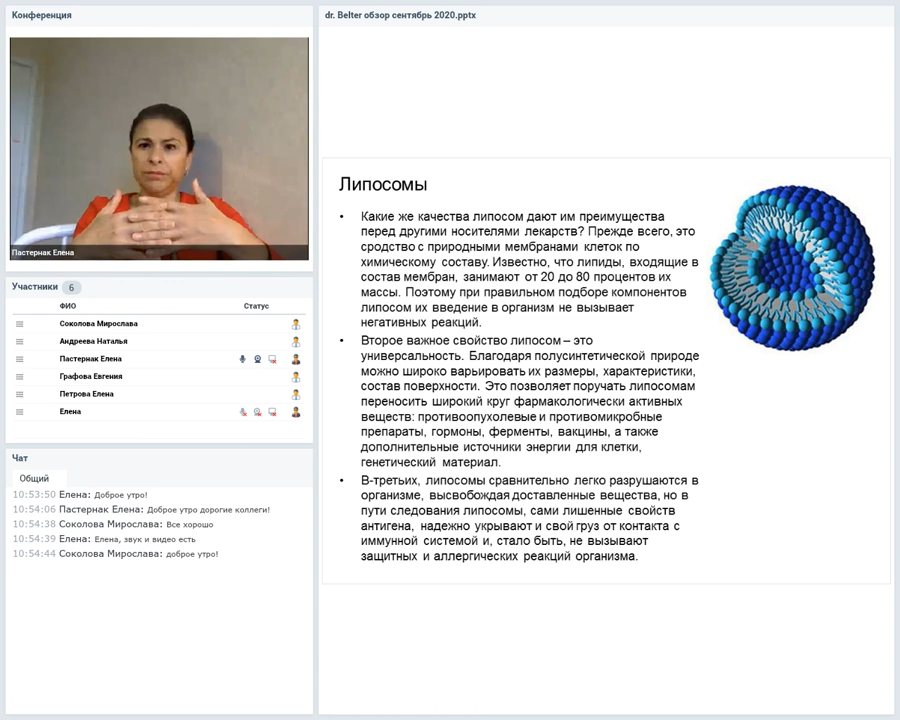 Конференция
Пастернак Елена
Участники 6
ФИО Статус
Соколова Мирослава
Андреева Наталья
Пастернак Елена
Графова Евгения
Петрова Елена
Елена
Чат
Общий
10:53:50 Елена: Доброе утро!
10:54:06 Пастернак Елена: Доброе утро дорогие коллеги!
10:54:38 Соколова Мирослава: Все хорошо
10:54:39 Елена: Елена, звук и видео есть
10:54:44 Соколова Мирослава: доброе утро!
dr. Belter обзор сентябрь 2020.pptx
Липосомы
• Какие же качества липосом дают им преимущества
перед другими носителями лекарств? Прежде всего, это
сродство с природными мембранами клеток по
химическому составу. Известно, что липиды, входящие в
состав мембран, занимают от 20 до 80 процентов их
массы. Поэтому при правильном подборе компонентов
липосом их введение в организм не вызывает
негативных реакций.
• Второе важное свойство липосом – это
универсальность. Благодаря полусинтетической природе
можно широко варьировать их размеры, характеристики,
состав поверхности. Это позволяет поручать липосомам
переносить широкий круг фармакологически активных
веществ: противоопухолевые и противомикробные
препараты, гормоны, ферменты, вакцины, а также
дополнительные источники энергии для клетки,
генетический материал.
• В-третьих, липосомы сравнительно легко разрушаются в
организме, высвобождая доставленные вещества, но в
пути следования липосомы, сами лишенные свойств
антигена, надежно укрывают и свой груз от контакта с
иммунной системой и, стало быть, не вызывают
защитных и аллергических реакций организма.